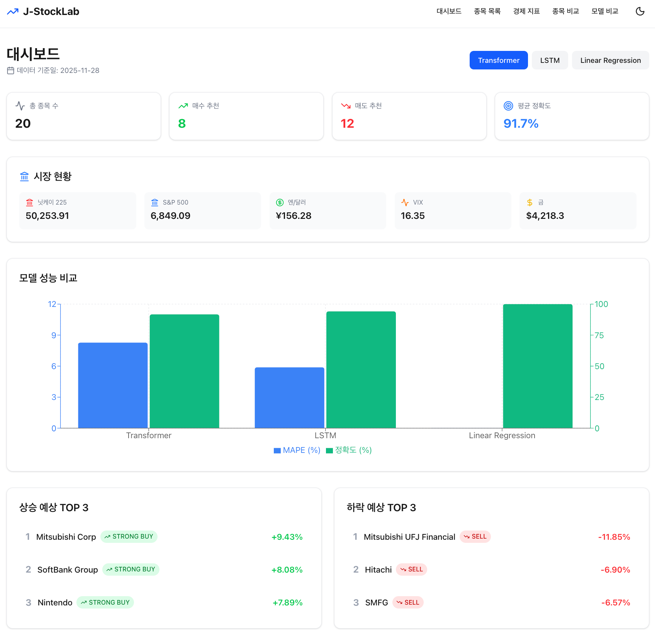 J-StockLab
대시보드 종목 목록 경제 지표 종목 비교 모델 비교
대시보드
데이터 기준일: 2025-11-28
Transformer LSTM Linear Regression
총 종목 수
20
매수 추천
8
매도 추천
12
평균 정확도
91.7%
시장 현황
닛케이 225
50,253.91
S&P 500
6,849.09
엔/달러
¥156.28
VIX
16.35
금
$4,218.3
모델 성능 비교
12 100
9 75
6 50
3 25
0 0
Transformer LSTM Linear Regression
MAPE (%) 정확도 (%)
상승 예상 TOP 3
1 Mitsubishi Corp STRONG BUY +9.43%
2 SoftBank Group STRONG BUY +8.08%
3 Nintendo STRONG BUY +7.89%
하락 예상 TOP 3
1 Mitsubishi UFJ Financial SELL -11.85%
2 Hitachi SELL -6.90%
3 SMFG SELL -6.57%